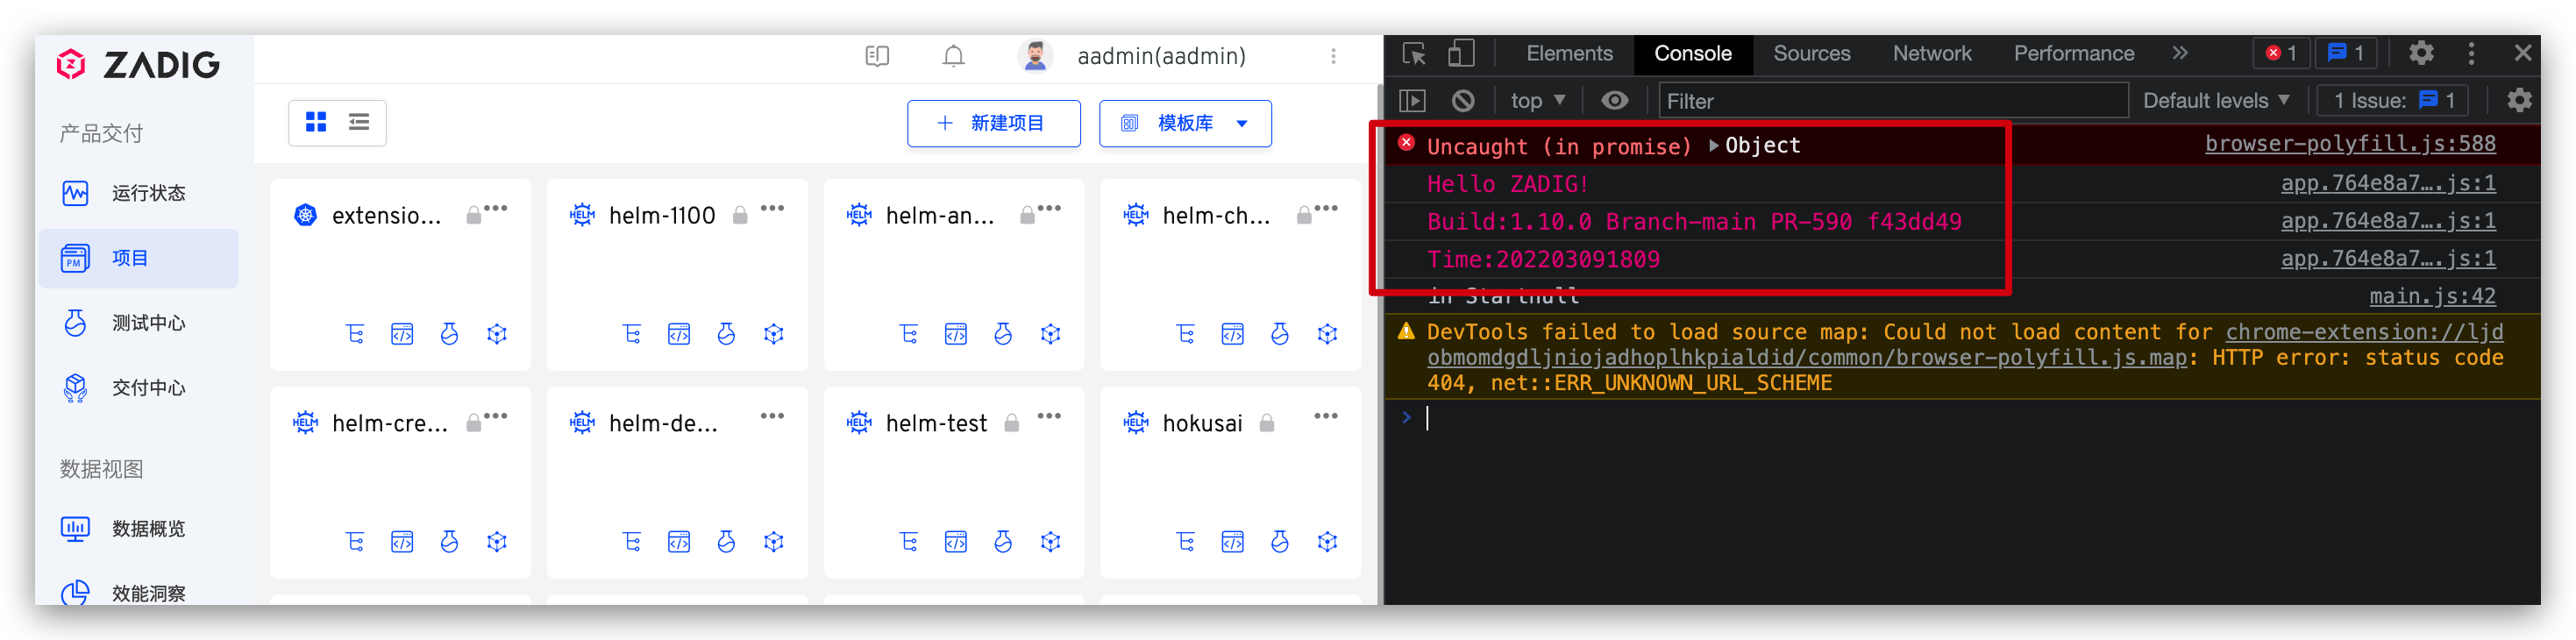 ZADIG
aadmin(aadmin)
产品交付
运行状态
项目
测试中心
交付中心
数据视图
数据概览
效能洞察
+ 新建项目
模板库
extensio...
helm-1100
helm-an...
helm-ch...
helm-cre...
helm-de...
helm-test
hokusai
Elements Console Sources Network Performance » 1 1
top Filter Default levels 1 Issue: 1
Uncaught (in promise) Object browser-polyfill.js:588
Hello ZADIG! app.764e8a7….js:1
Build:1.10.0 Branch-main PR-590 f43dd49 app.764e8a7….js:1
Time:202203091809 app.764e8a7….js:1
in Startnull main.js:42
DevTools failed to load source map: Could not load content for chrome-extension://ljd
obmomdgdljniojadhoplhkpialdid/common/browser-polyfill.js.map: HTTP error: status code
404, net::ERR_UNKNOWN_URL_SCHEME